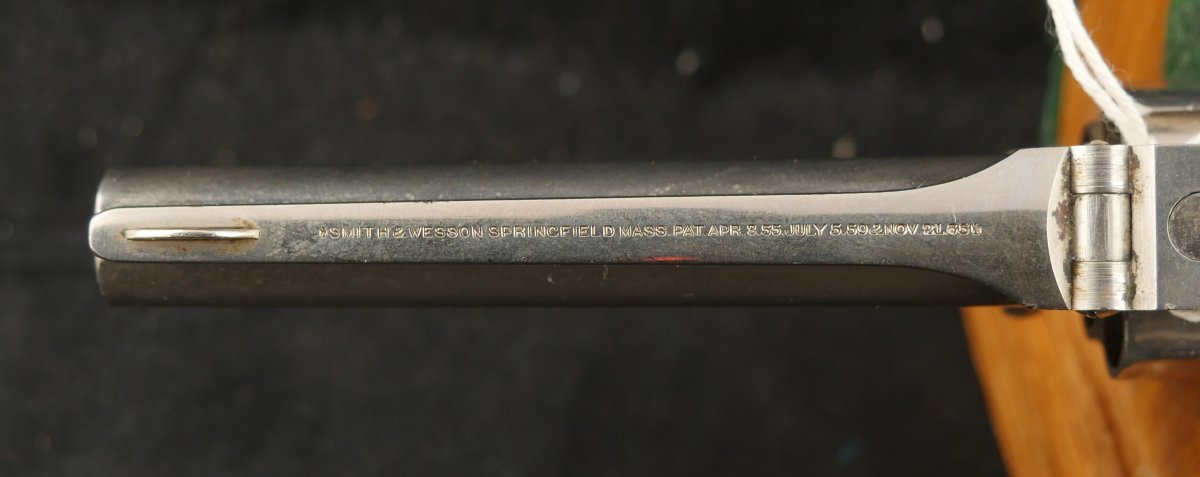 SMITH & WESSON SPRINGFIELD MASS. PAT. APR. 3.55. JULY 5.59. & NOV. 21.65